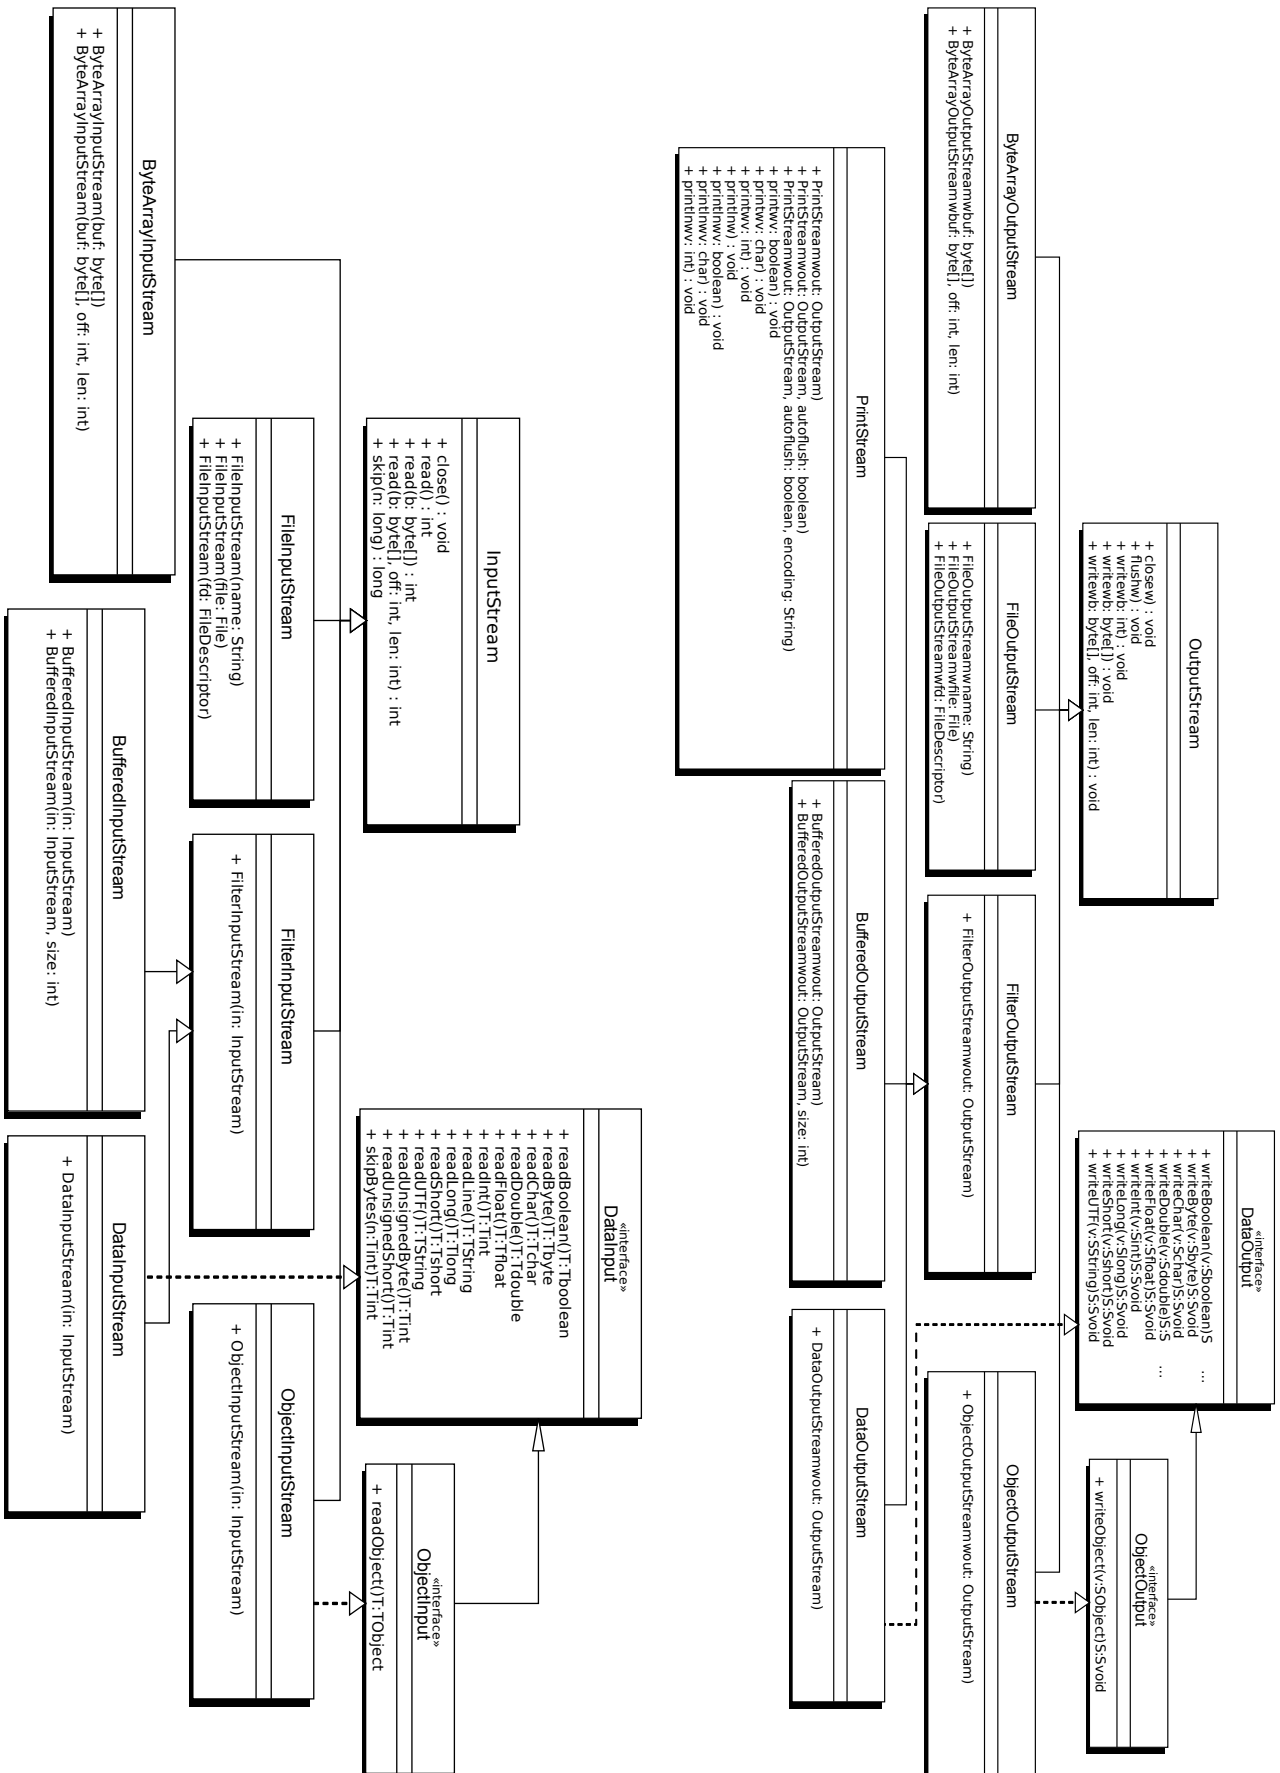 OutputStream
+ closew) : void
+ flushw) : void
+ writewb: int) : void
+ writewb: byte[]) : void
+ writewb: byte[], off: int, len: int) : void
«interface»
DataOutput
+ writeBoolean(v:Sboolean)S ...
+ writeByte(v:Sbyte)S:Svoid
+ writeChar(v:Schar)S:Svoid
+ writeDouble(v:Sdouble)S:S ...
+ writeFloat(v:Sfloat)S:Svoid
+ writeInt(v:Sint)S:Svoid
+ writeLong(v:Slong)S:Svoid
+ writeShort(v:Sshort)S:Svoid
+ writeUTF(v:SString)S:Svoid
«interface»
ObjectOutput
+ writeObject(v:SObject)S:Svoid
ByteArrayOutputStream
+ ByteArrayOutputStreamwbuf: byte[])
+ ByteArrayOutputStreamwbuf: byte[], off: int, len: int)
FileOutputStream
+ FileOutputStreamwname: String)
+ FileOutputStreamwfile: File)
+ FileOutputStreamwfd: FileDescriptor)
FilterOutputStream
+ FilterOutputStreamwout: OutputStream)
ObjectOutputStream
+ ObjectOutputStreamwout: OutputStream)
PrintStream
+ PrintStreamwout: OutputStream)
+ PrintStreamwout: OutputStream, autoflush: boolean)
+ PrintStreamwout: OutputStream, autoflush: boolean, encoding: String)
+ printwv: boolean) : void
+ printwv: char) : void
+ printwv: int) : void
+ printlnw) : void
+ printlnwv: boolean) : void
+ printlnwv: char) : void
+ printlnwv: int) : void
BufferedOutputStream
+ BufferedOutputStreamwout: OutputStream)
+ BufferedOutputStreamwout: OutputStream, size: int)
DataOutputStream
+ DataOutputStreamwout: OutputStream)
InputStream
+ close() : void
+ read() : int
+ read(b: byte[]) : int
+ read(b: byte[], off: int, len: int) : int
+ skip(n: long) : long
«interface»
DataInput
+ readBoolean()T:Tboolean
+ readByte()T:Tbyte
+ readChar()T:Tchar
+ readDouble()T:Tdouble
+ readFloat()T:Tfloat
+ readInt()T:Tint
+ readLine()T:TString
+ readLong()T:Tlong
+ readShort()T:Tshort
+ readUTF()T:TString
+ readUnsignedByte()T:Tint
+ readUnsignedShort()T:Tint
+ skipBytes(n:Tint)T:Tint
«interface»
ObjectInput
+ readObject()T:TObject
ByteArrayInputStream
+ ByteArrayInputStream(buf: byte[])
+ ByteArrayInputStream(buf: byte[], off: int, len: int)
FileInputStream
+ FileInputStream(name: String)
+ FileInputStream(file: File)
+ FileInputStream(fd: FileDescriptor)
FilterInputStream
+ FilterInputStream(in: InputStream)
ObjectInputStream
+ ObjectInputStream(in: InputStream)
BufferedInputStream
+ BufferedInputStream(in: InputStream)
+ BufferedInputStream(in: InputStream, size: int)
DataInputStream
+ DataInputStream(in: InputStream)